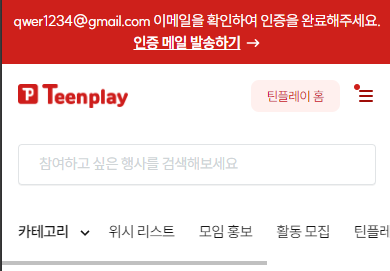 qwer1234@gmail.com 이메일을 확인하여 인증을 완료해주세요.
인증 메일 발송하기 →
Teenplay
틴플레이 홈
참여하고 싶은 행사를 검색해보세요
카테고리 위시 리스트 모임 홍보 활동 모집 틴플레